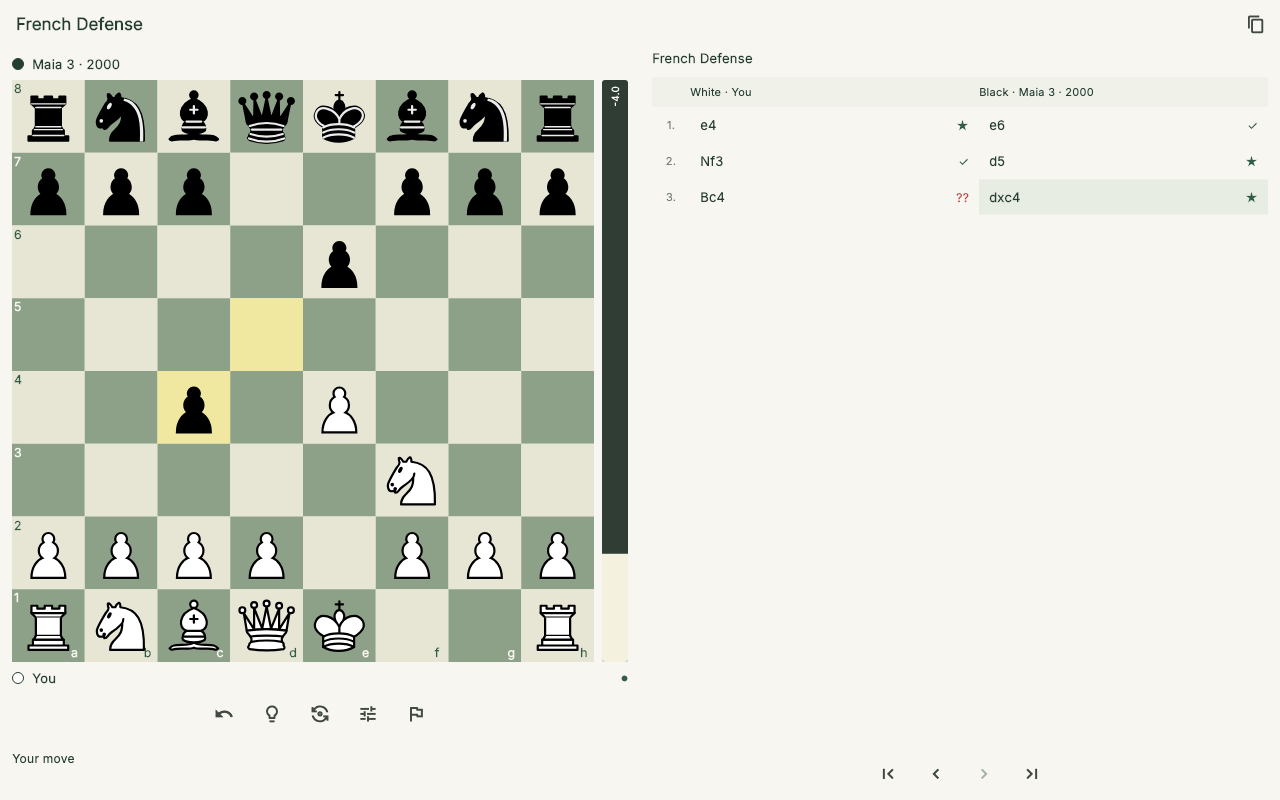 French Defense
Maia 3 · 2000
8
7
6
5
4
3
2
1
a b c d e f g h
-4.0
You
Your move
French Defense
White · You Black · Maia 3 · 2000
1. e4 ★ e6 ✓
2. Nf3 ✓ d5 ★
3. Bc4 ?? dxc4 ★